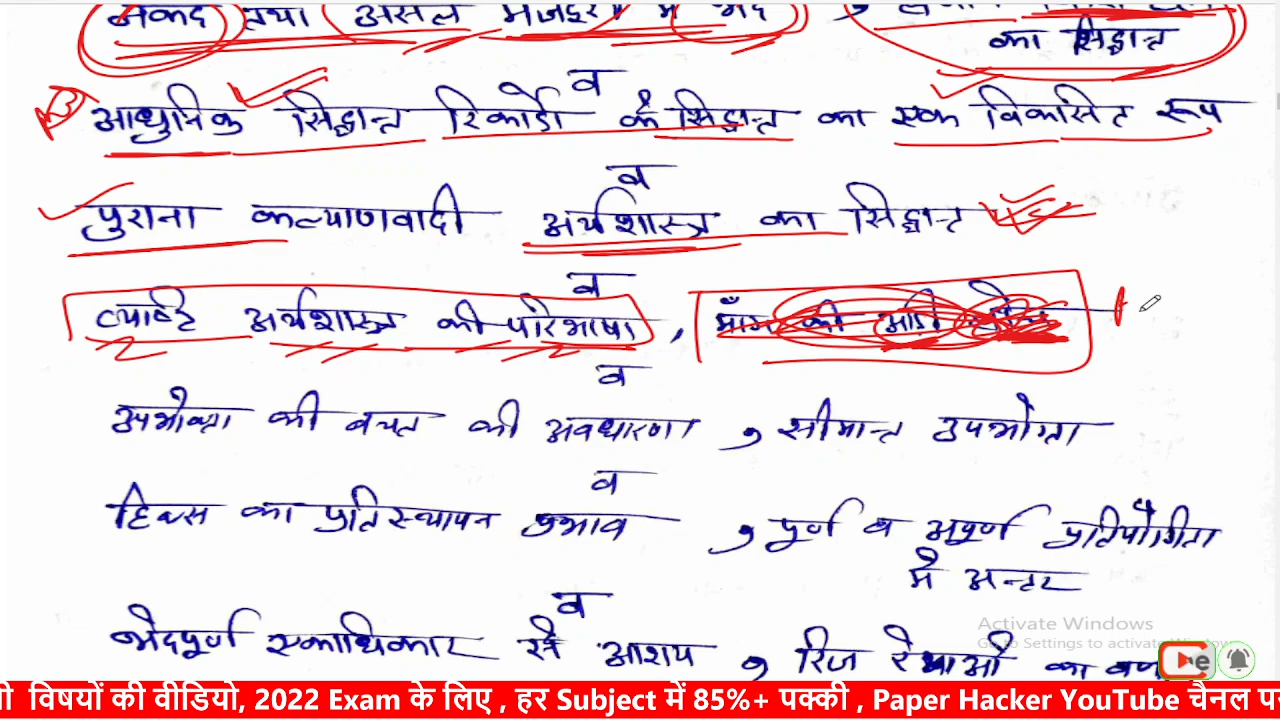 नकद तथा असल मजदूरी में भेद ,
का सिद्धान्त
व
आधुनिक सिद्धान्त रिकार्डो के सिद्धान्त का एक विकसित रूप
व
पुराना कल्याणवादी अर्थशास्त्र का सिद्धान्त
व
व्यष्टि अर्थशास्त्र की परिभाषा , माँग की आड़ी लोच
व
उपभोक्ता की बचत की अवधारणा , सीमान्त उपभोग्ता
व
हिक्स का प्रतिस्थापन प्रभाव , पूर्ण व अपूर्ण प्रतियोगिता
में अन्तर
व
भेदपूर्ण एकाधिकार से आशय , रिज रेखाओं का
Activate Windows
Go to Settings to activate Windows.
विषयों की वीडियो, 2022 Exam के लिए , हर Subject में 85%+ पक्की , Paper Hacker YouTube चैनल